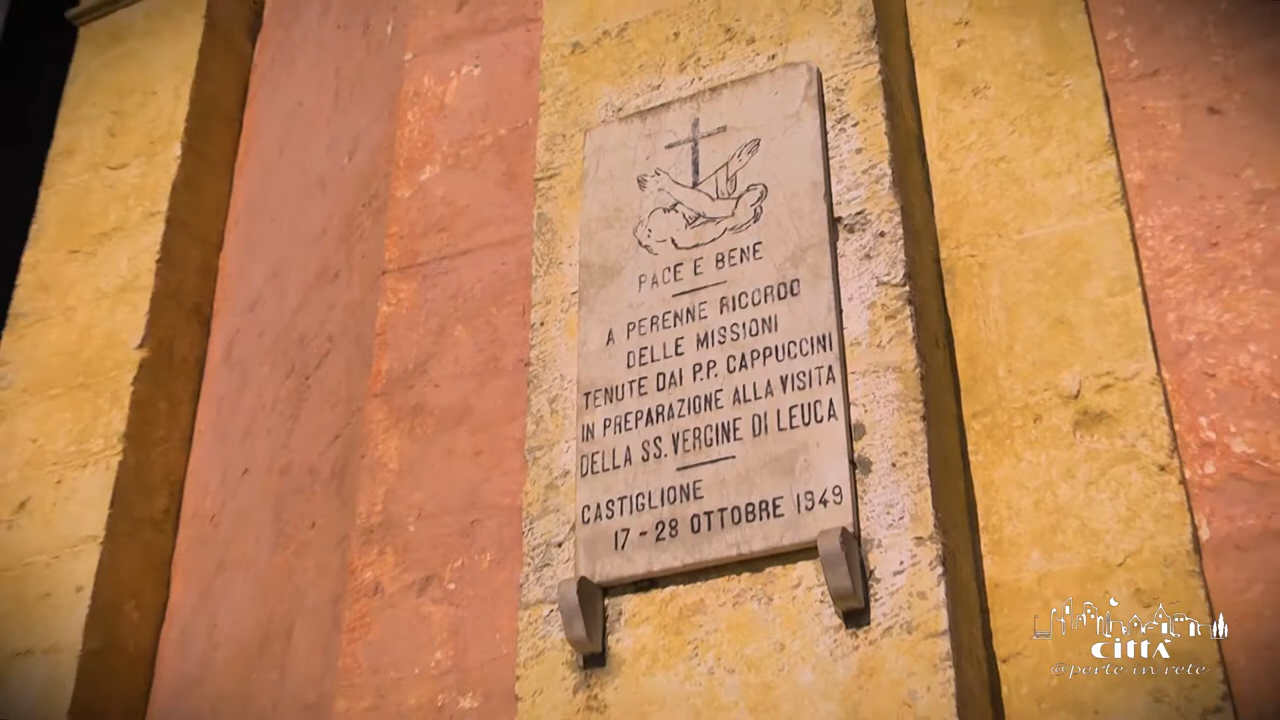 PACE E BENE
A PERENNE RICORDO
DELLE MISSIONI
TENUTE DAI P.P. CAPPUCCINI
IN PREPARAZIONE ALLA VISITA
DELLA SS. VERGINE DI LEUCA
CASTIGLIONE
17-28 OTTOBRE 1949
CITTÀ
@perte in rete